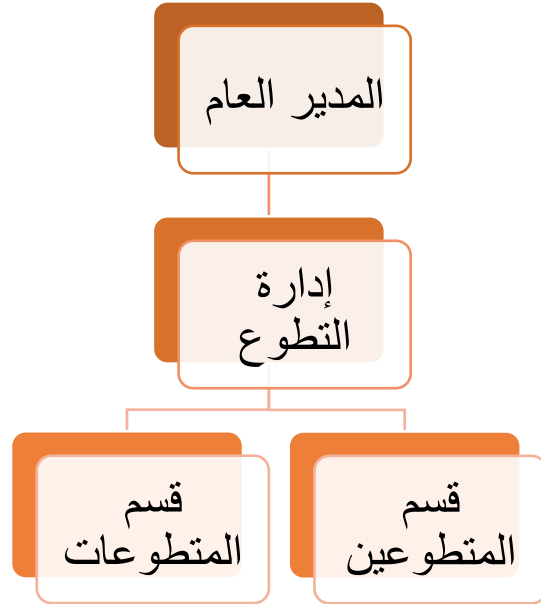 المدير العام
إدارة
التطوع
قسم
المتطوعين
قسم
المتطوعات